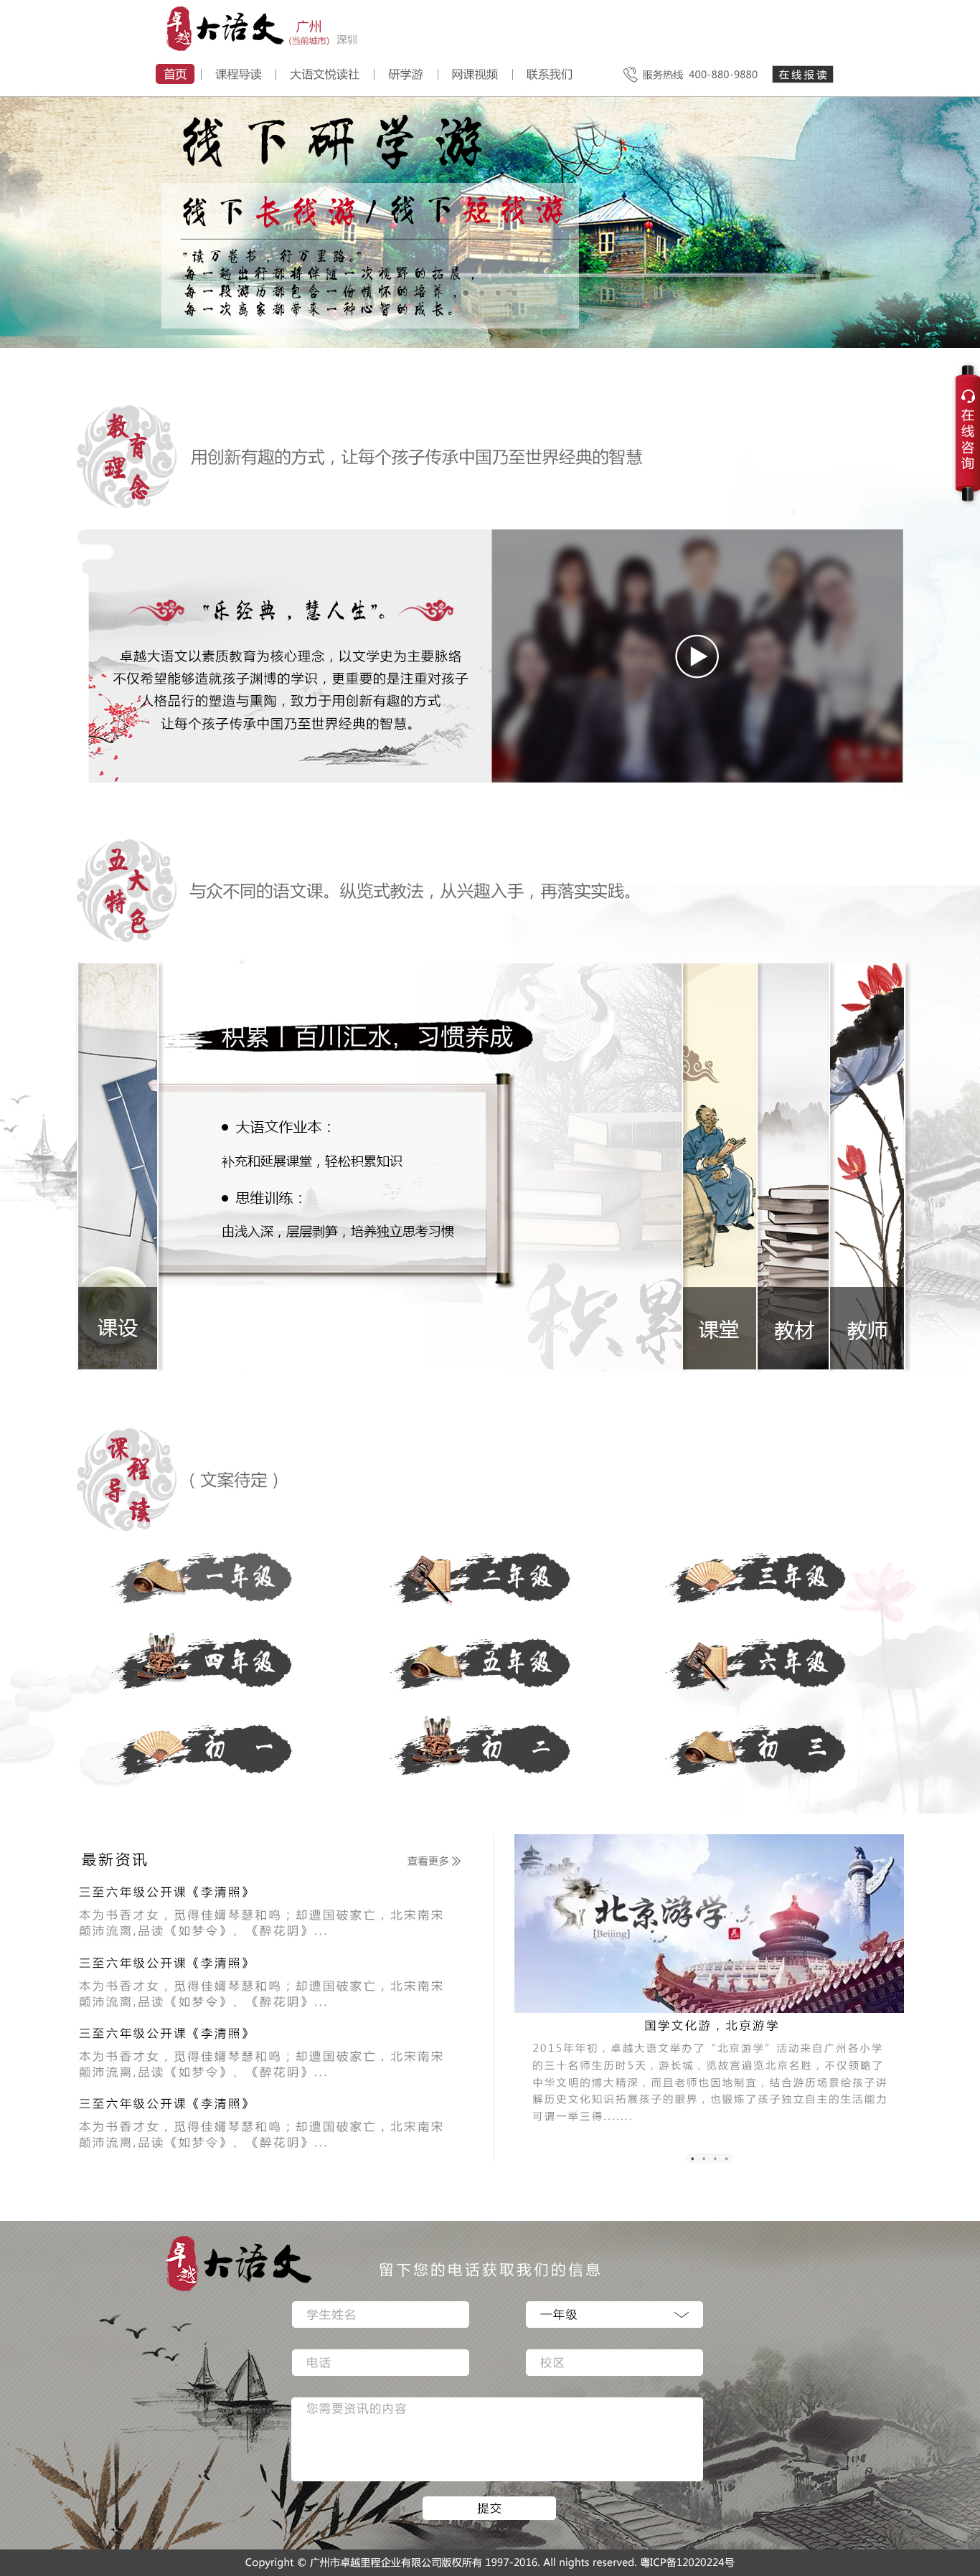 卓越 大语文
广州
(当前城市) 深圳
首页 课程导读 大语文悦读社 研学游 网课视频 联系我们
服务热线 400-880-9880 在线报读
线下研学游
线下长线游/线下短线游
“读万卷书，行万里路。”
每一趟出行都将伴随一次视野的拓展，
每一段游历都包含一份情怀的培养，
每一次离家都带来一种心智的成长。
在线咨询
教育理念
用创新有趣的方式，让每个孩子传承中国乃至世界经典的智慧
“乐经典，慧人生”。
卓越大语文以素质教育为核心理念，以文学史为主要脉络
不仅希望能够造就孩子渊博的学识，更重要的是注重对孩子
人格品行的塑造与熏陶，致力于用创新有趣的方式
让每个孩子传承中国乃至世界经典的智慧。
五大特色
与众不同的语文课。纵览式教法，从兴趣入手，再落实实践。
积累丨百川汇水，习惯养成
● 大语文作业本：
补充和延展课堂，轻松积累知识
● 思维训练：
由浅入深，层层剥笋，培养独立思考习惯
积累
课设 课堂 教材 教师
课程导读
（文案待定）
一年级 二年级 三年级
四年级 五年级 六年级
初一 初二 初三
最新资讯 查看更多
三至六年级公开课《李清照》
本为书香才女，觅得佳婿琴瑟和鸣；却遭国破家亡，北宋南宋
颠沛流离,品读《如梦令》、《醉花阴》...
三至六年级公开课《李清照》
本为书香才女，觅得佳婿琴瑟和鸣；却遭国破家亡，北宋南宋
颠沛流离,品读《如梦令》、《醉花阴》...
三至六年级公开课《李清照》
本为书香才女，觅得佳婿琴瑟和鸣；却遭国破家亡，北宋南宋
颠沛流离,品读《如梦令》、《醉花阴》...
三至六年级公开课《李清照》
本为书香才女，觅得佳婿琴瑟和鸣；却遭国破家亡，北宋南宋
颠沛流离,品读《如梦令》、《醉花阴》...
北京游学
[Beijing]
国学文化游，北京游学
2015年年初，卓越大语文举办了“北京游学”活动来自广州各小学
的三十名师生历时5天，游长城，览故宫遍览北京名胜，不仅领略了
中华文明的博大精深，而且老师也因地制宜，结合游历场景给孩子讲
解历史文化知识拓展孩子的眼界，也锻炼了孩子独立自主的生活能力
可谓一举三得.......
卓越 大语文
留下您的电话获取我们的信息
学生姓名 一年级
电话 校区
您需要资讯的内容
提交
Copyright © 广州市卓越里程企业有限公司版权所有 1997-2016. All rights reserved. 粤ICP备12020224号